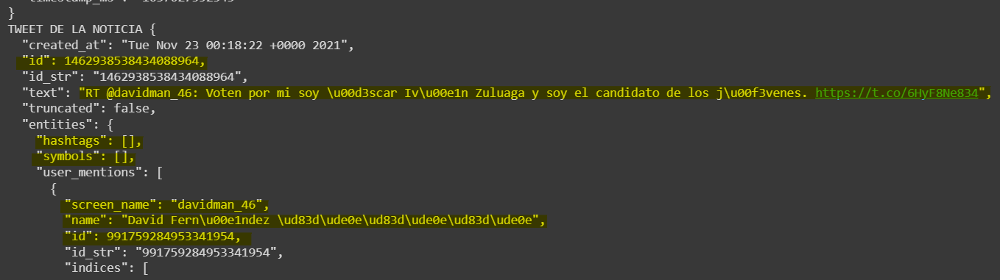 }
TWEET DE LA NOTICIA {
"created_at": "Tue Nov 23 00:18:22 +0000 2021",
"id": 1462938538434088964,
"id_str": "1462938538434088964",
"text": "RT @davidman_46: Voten por mi soy \u00d3scar Iv\u00e1n Zuluaga y soy el candidato de los j\u00f3venes. https://t.co/6HyF8Ne834",
"truncated": false,
"entities": {
"hashtags": [],
"symbols": [],
"user_mentions": [
{
"screen_name": "davidman_46",
"name": "David Fern\u00e1ndez \ud83d\ude0e\ud83d\ude0e\ud83d\ude0e",
"id": 991759284953341954,
"id_str": "991759284953341954",
"indices": [